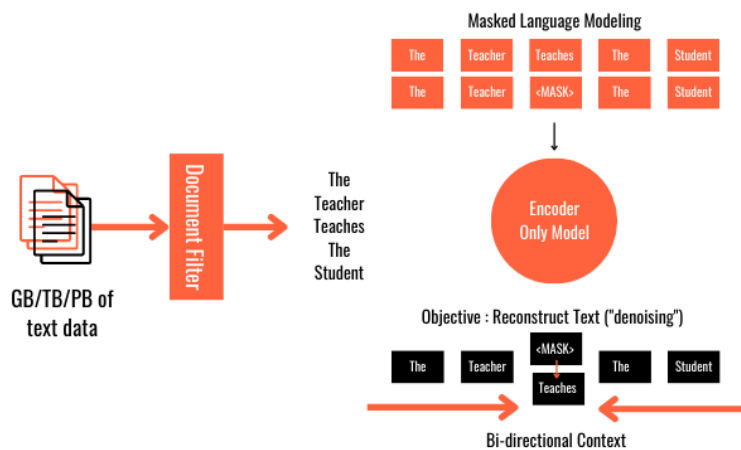 Masked Language Modeling
The Teacher Teaches The Student
The Teacher <MASK> The Student
Document Filter
The
Teacher
Teaches
The
Student
Encoder
Only Model
GB/TB/PB of
text data
Objective : Reconstruct Text ("denoising")
<MASK>
The Teacher The Student
Teaches
Bi-directional Context